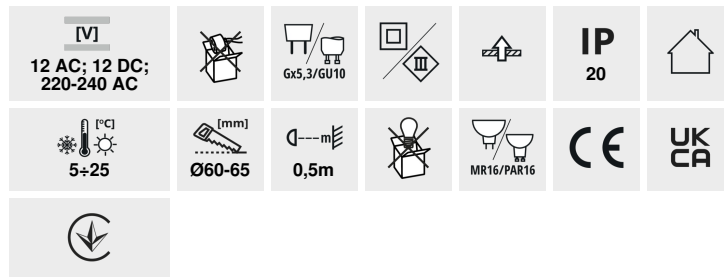 [V]
12 AC; 12 DC;
220-240 AC
Gx5,3/GU10
III
IP
20
[°C]
5÷25
[mm]
Ø60-65
m
0,5m
MR16/PAR16
CE
UK
CA